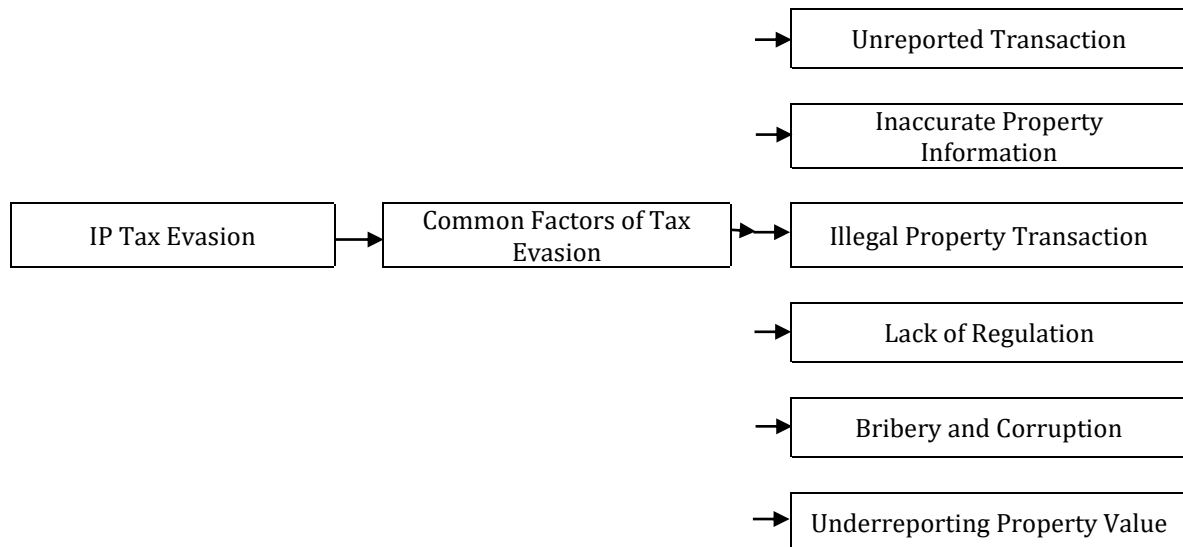 Unreported Transaction
Inaccurate Property
Information
IP Tax Evasion
Common Factors of Tax
Evasion
Illegal Property Transaction
Lack of Regulation
Bribery and Corruption
Underreporting Property Value